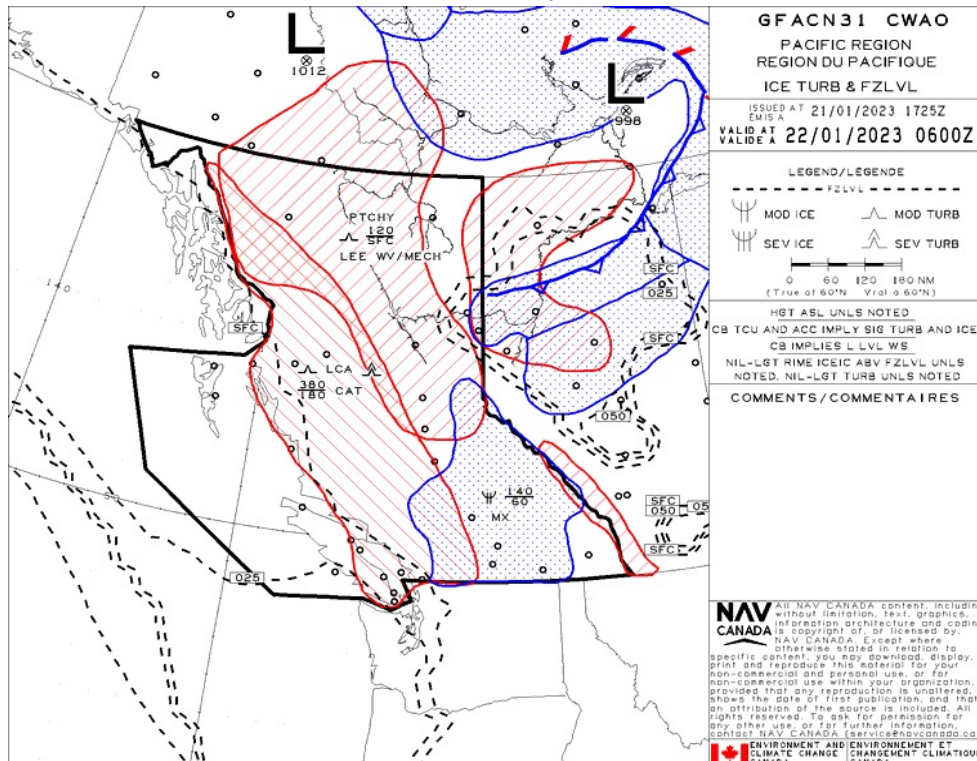 GFACN31 CWAO
PACIFIC REGION
REGION DU PACIFIQUE
ICE TURB & FZLVL
ISSUED AT
EMIS A
21/01/2023 1725Z
VALID AT
VALIDE A
22/01/2023 0600Z
LEGEND/LEGENDE
FZLVL
MOD ICE
MOD TURB
SEV ICE
SEV TURB
0 60 120 180 NM
(True at 60°N Vrai à 60°N)
HGT ASL UNLS NOTED
CB TCU AND ACC IMPLY SIG TURB AND ICE
CB IMPLIES L LVL WS
NIL-LGT RIME ICEIC ABV FZLVL UNLS
NOTED. NIL-LGT TURB UNLS NOTED
COMMENTS/COMMENTAIRES
L
1012
L
998
PTCHY
120
SFC
LEE WV/MECH
140
SFC
025
SFC
SFC
LCA
380
180
CAT
050
140
60
MX
SFC
050
05
SFC
025
NAV
CANADA
All NAV CANADA content, includin
without limitation, text, graphics,
information architecture and codin
is copyright of, or licensed by,
NAV CANADA. Except where
otherwise stated in relation to
specific content, you may download, display,
print and reproduce this material for your
non-commercial and personal use, or for
non-commercial use within your organization,
provided that any reproduction is unaltered,
shows the date of first publication, and that
an attribution of the source is included. All
rights reserved. To ask for permission for
any other use, or for further information,
contact NAV CANADA (service@navcanada.ca
ENVIRONMENT AND
CLIMATE CHANGE
CANADA
ENVIRONNEMENT ET
CHANGEMENT CLIMATIQU
CANADA